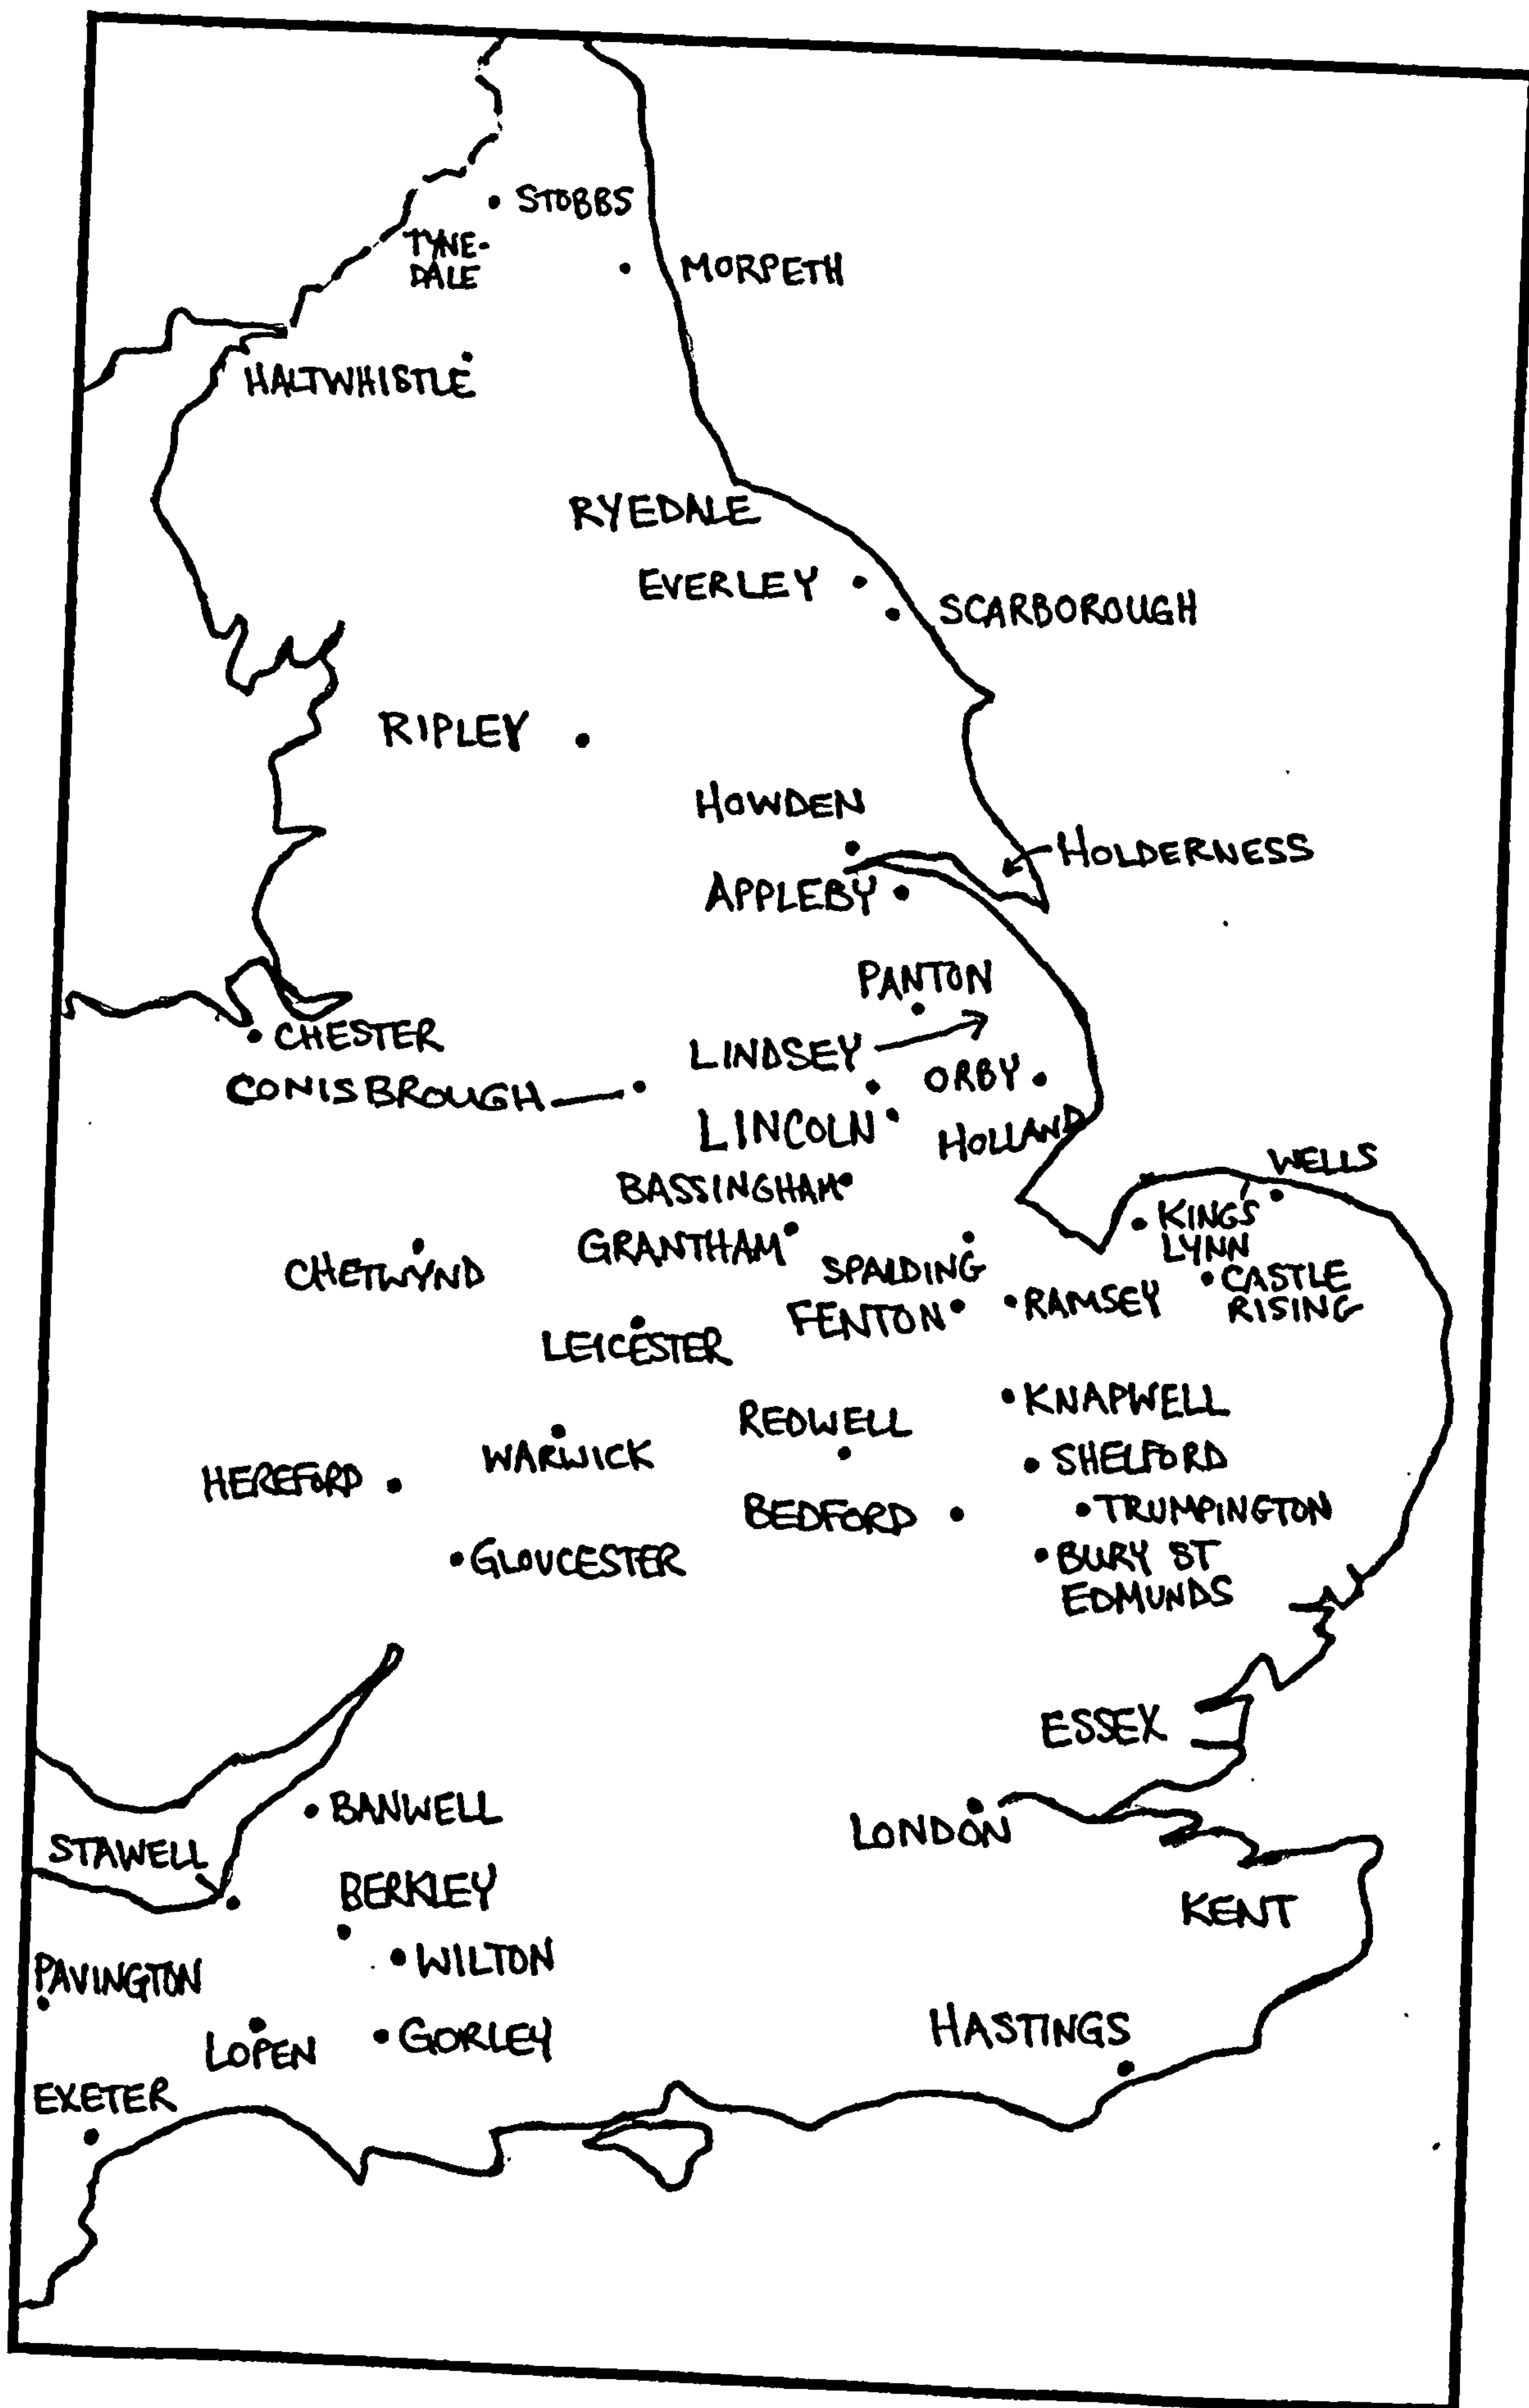 STOBBS
TYNE-
DALE
MORPETH
HALTWHISTLE
RYEDALE
EVERLEY
SCARBOROUGH
RIPLEY
HOWDEN
HOLDERNESS
APPLEBY
PANTON
CHESTER
LINDSEY
ORBY
CONISBROUGH
LINCOLN
HOLLAND
WELLS
BASSINGHAM
KINGS
LYNN
GRANTHAM
SPALDING
CHETWYND
CASTLE
RISING
FENTON
RAMSEY
LEICESTER
KNAPWELL
REDWELL
WARWICK
SHELFORD
HEREFORD
BEDFORD
TRUMPINGTON
GLOUCESTER
BURY ST
EDMUNDS
ESSEX
BANWELL
LONDON
STAWELL
BERKLEY
KENT
WILTON
PAVINGTON
HASTINGS
LOPEN
GORLEY
EXETER